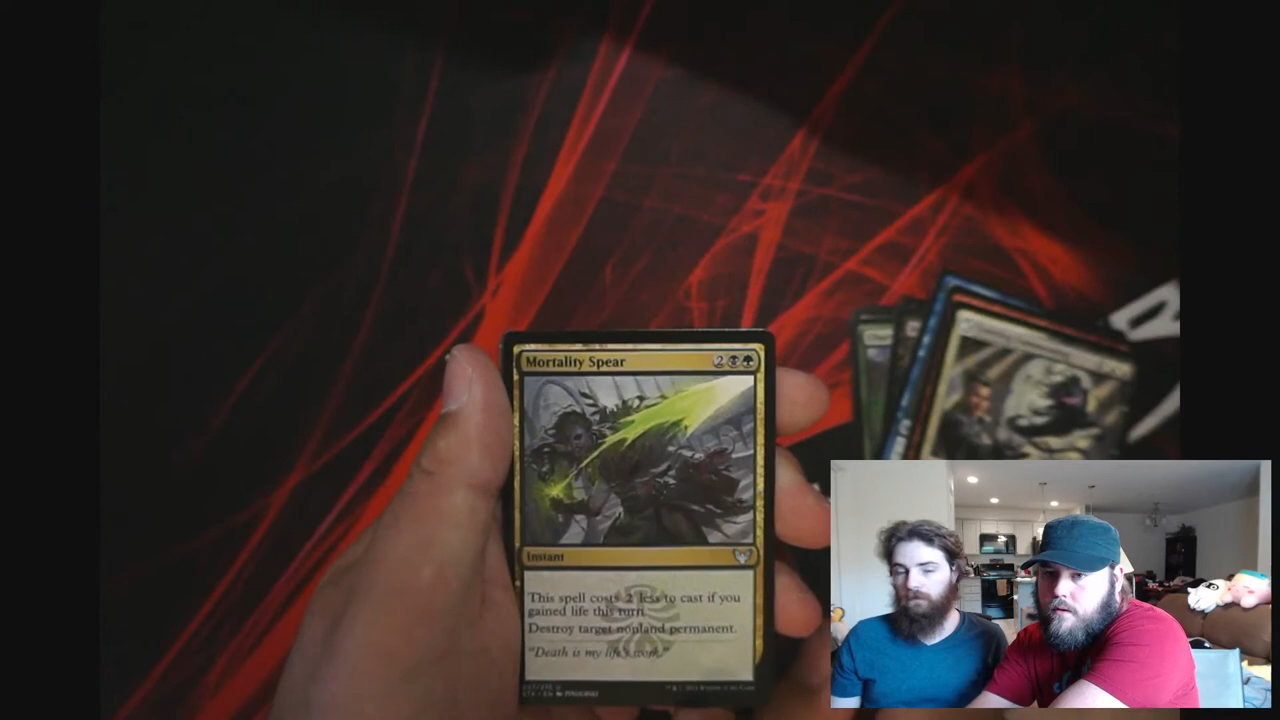 Mortality Spear 2
Instant
This spell costs 2 less to cast if you
gained life this turn.
Destroy target nonland permanent.
"Death is my life's work."